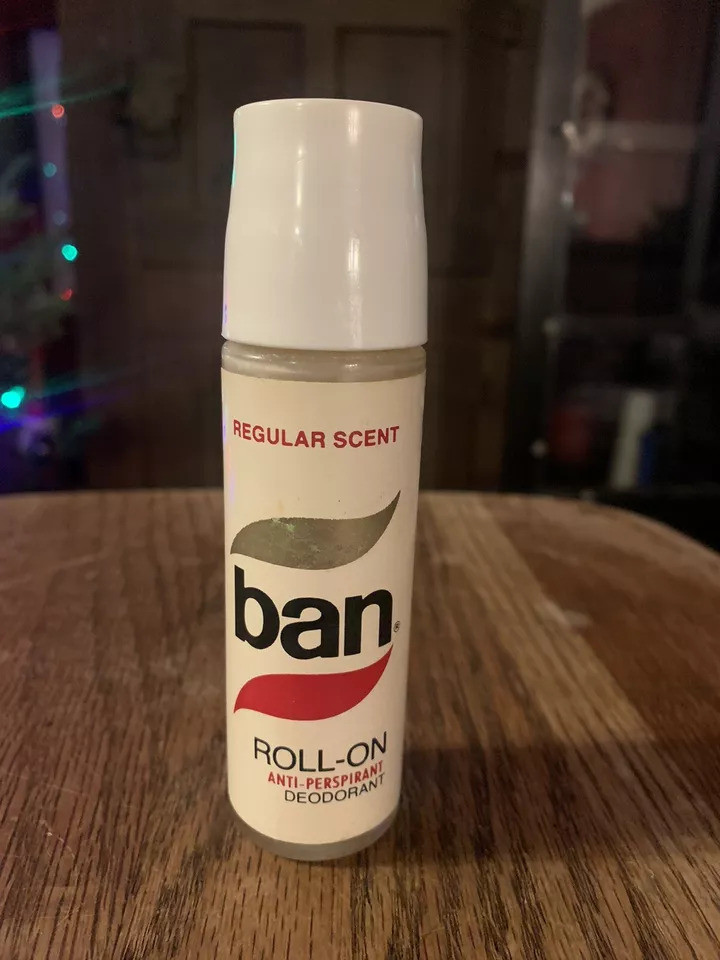 REGULAR SCENT
ban®
ROLL-ON
ANTI-PERSPIRANT
DEODORANT